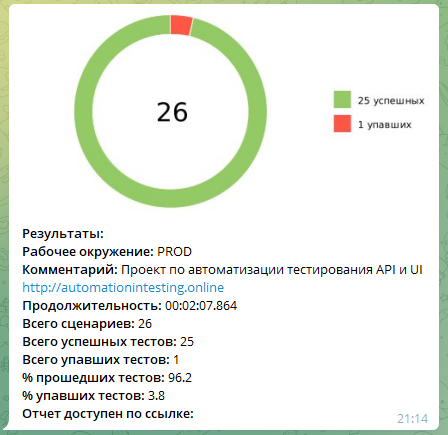 26
25 успешных
1 упавших
Результаты:
Рабочее окружение: PROD
Комментарий: Проект по автоматизации тестирования API и UI
http://automationintesting.online
Продолжительность: 00:02:07.864
Всего сценариев: 26
Всего успешных тестов: 25
Всего упавших тестов: 1
% прошедших тестов: 96.2
% упавших тестов: 3.8
Отчет доступен по ссылке:
21:14